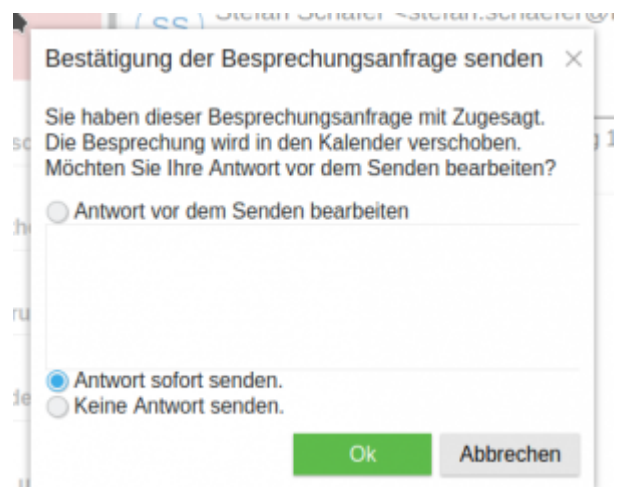 SS
Bestätigung der Besprechungsanfrage senden
Sie haben dieser Besprechungsanfrage mit Zugesagt.
Die Besprechung wird in den Kalender verschoben.
Möchten Sie Ihre Antwort vor dem Senden bearbeiten?
Antwort vor dem Senden bearbeiten
Antwort sofort senden.
Keine Antwort senden.
Ok
Abbrechen